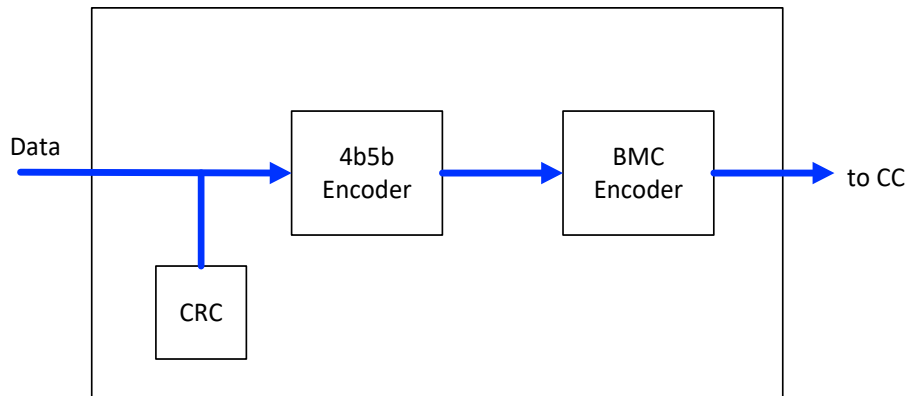 Data
4b5b
Encoder
BMC
Encoder
to CC
CRC